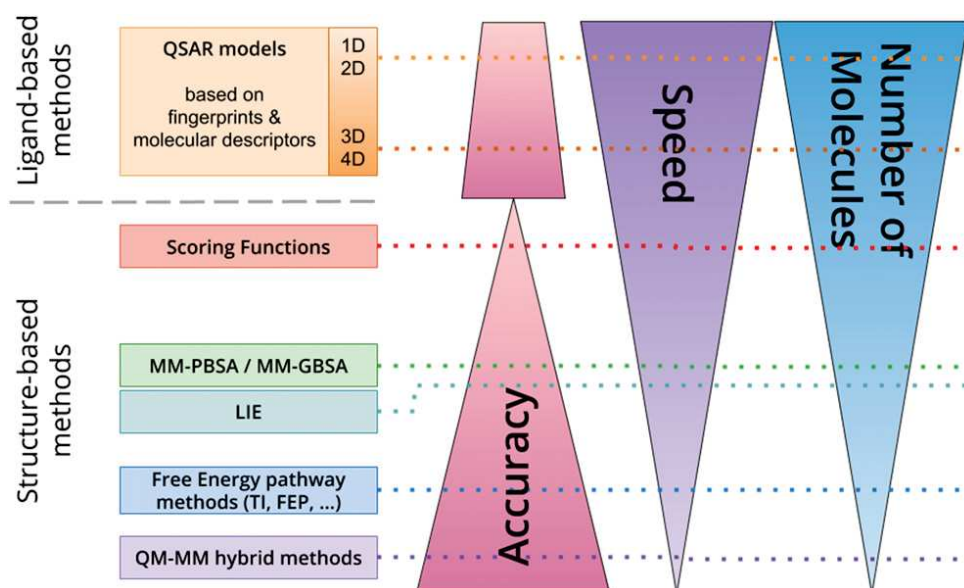 Ligand-based
methods
QSAR models
based on
fingerprints &
molecular descriptors
1D
2D
3D
4D
Structure-based
methods
Scoring Functions
MM-PBSA / MM-GBSA
LIE
Free Energy pathway
methods (TI, FEP, ...)
QM-MM hybrid methods
Accuracy
Speed
Number of
Molecules